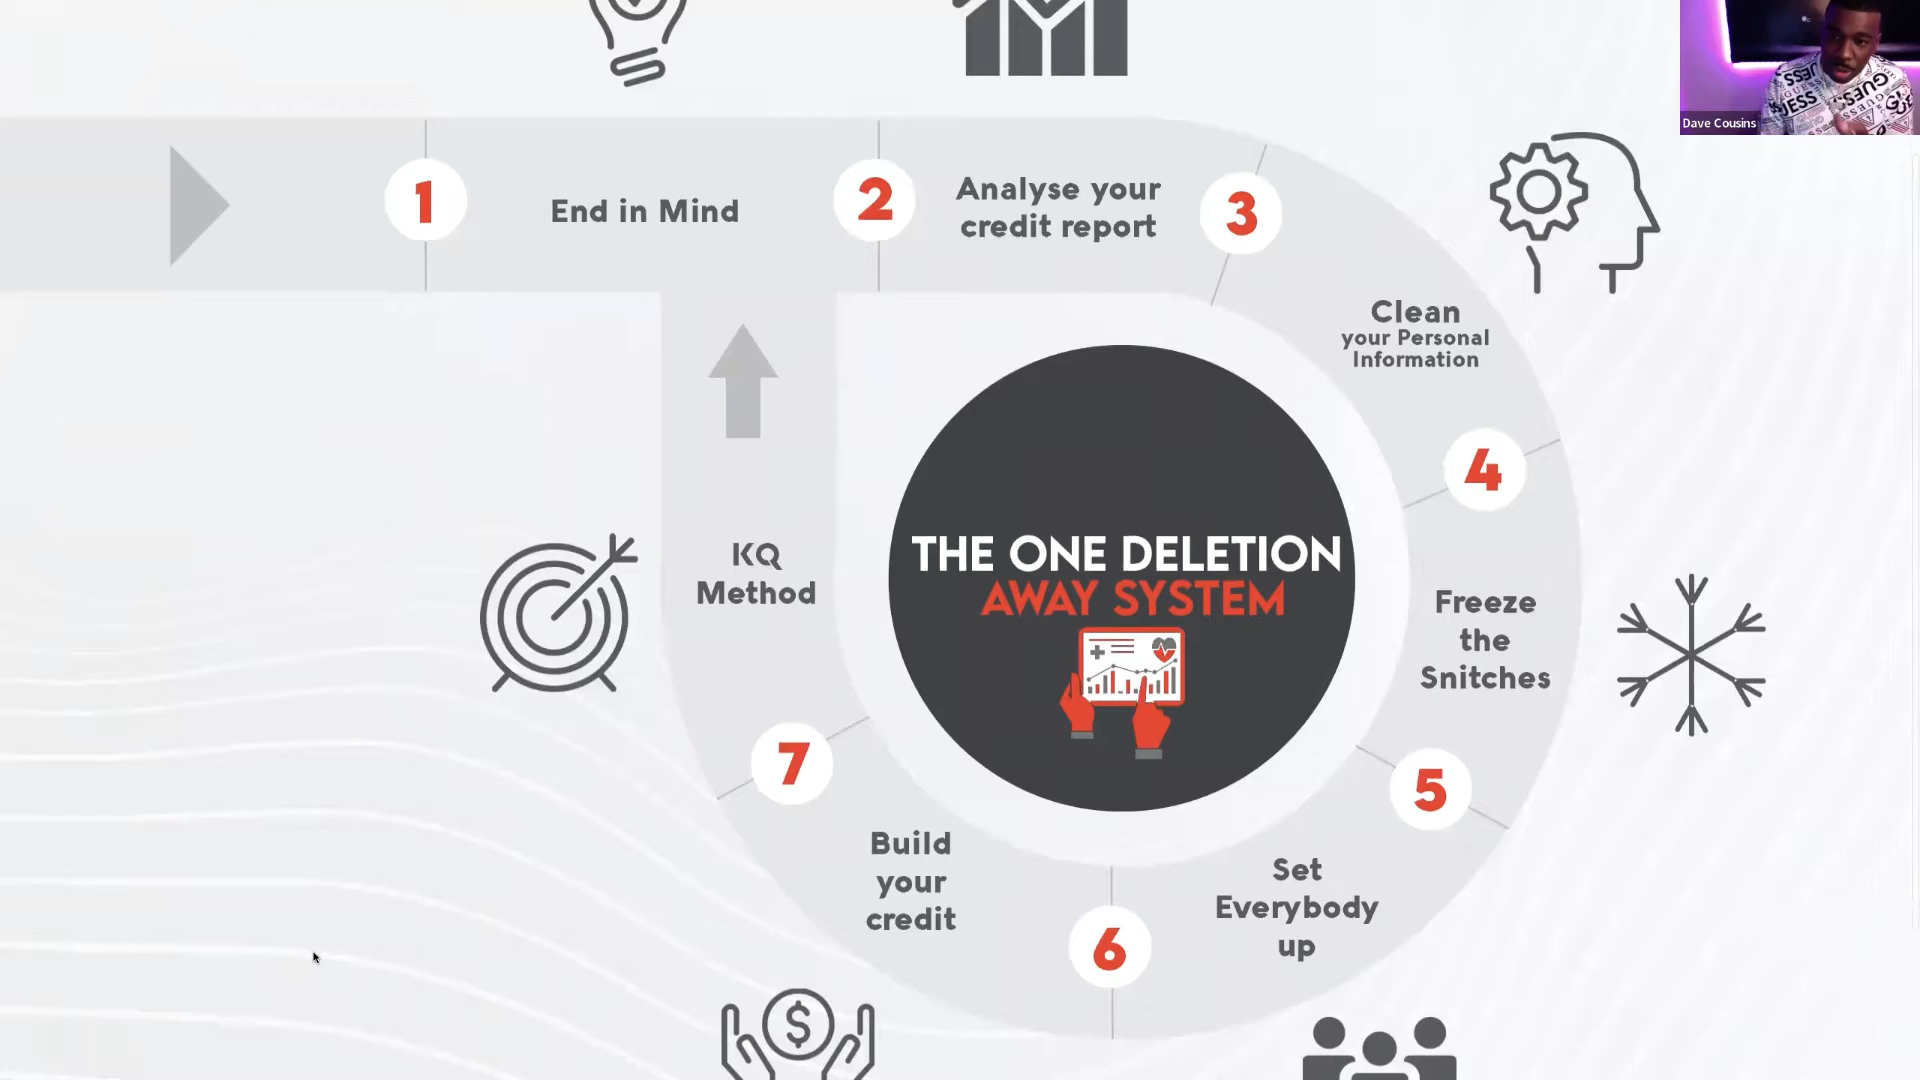 Dave Cousins
1
End in Mind
2
Analyse your
credit report
3
Clean
your Personal
Information
4
Freeze
the
Snitches
5
Set
Everybody
up
6
Build
your
credit
7
KQ
Method
THE ONE DELETION
AWAY SYSTEM
GUESS